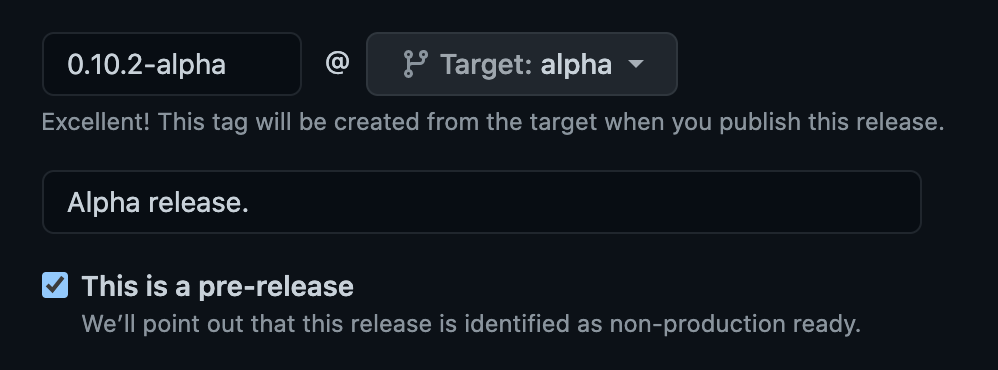 0.10.2-alpha @ Target: alpha
Excellent! This tag will be created from the target when you publish this release.
Alpha release.
This is a pre-release
We’ll point out that this release is identified as non-production ready.